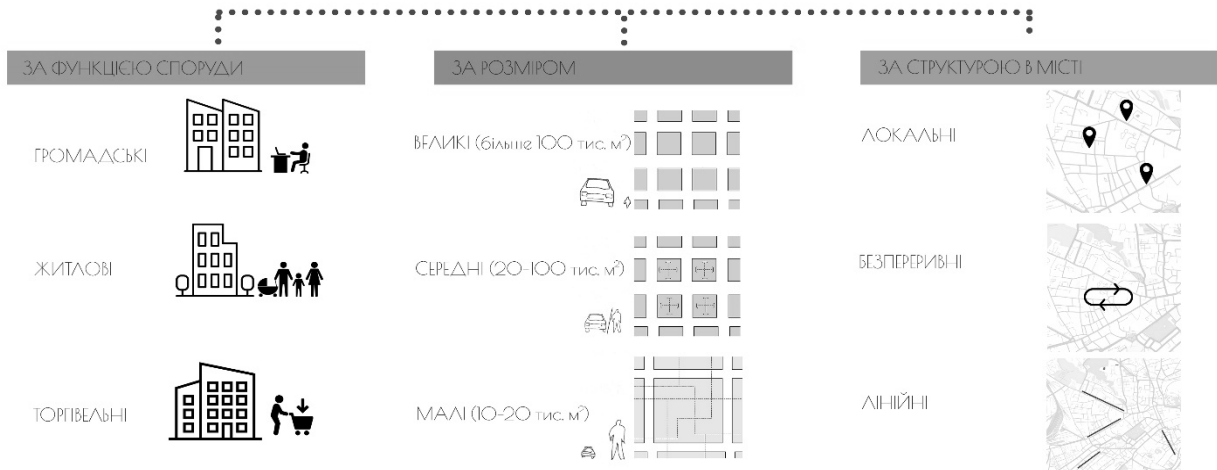 ЗА ФУНКЦІЄЮ СПОРУДИ
ГРОМАДСЬКІ
ЖИТЛОВІ
ТОРГІВЕЛЬНІ
ЗА РОЗМІРОМ
ВЕЛИКІ (більше 100 тис. м²)
СЕРЕДНІ (20-100 тис. м²)
МАЛІ (10-20 тис. м²)
ЗА СТРУКТУРОЮ В МІСТІ
ЛОКАЛЬНІ
БЕЗПЕРЕРИВНІ
ЛІНІЙНІ